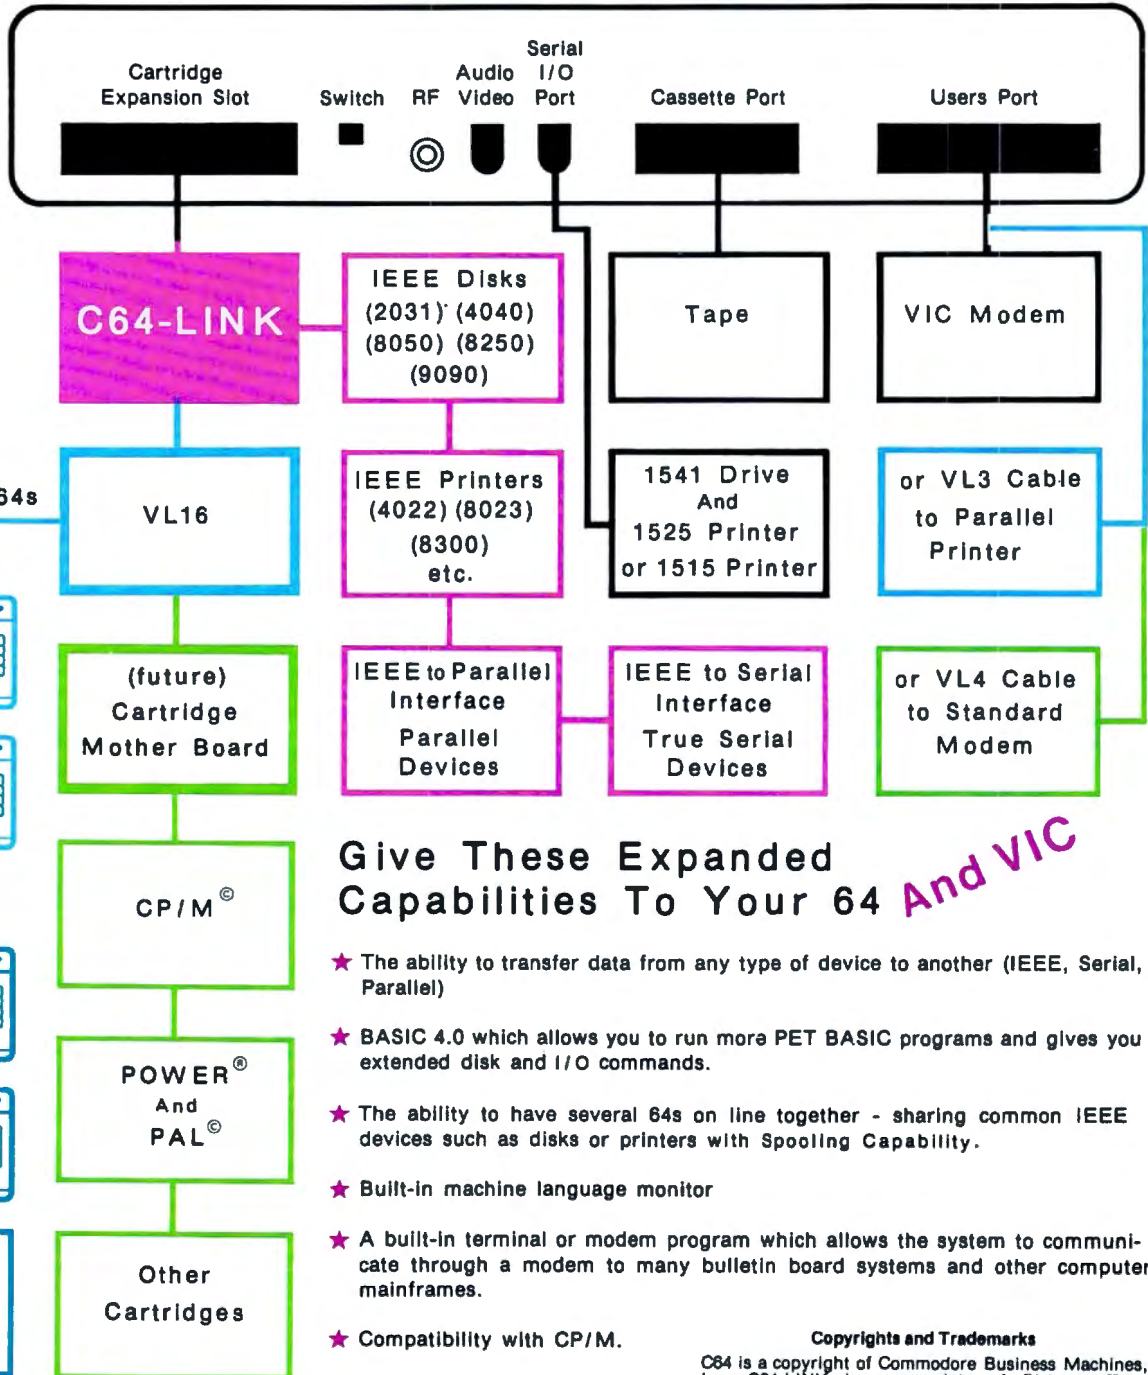 Serial
Cartridge Audio I/O
Expansion Slot Switch RF Video Port Cassette Port Users Port
C64-LINK
IEEE Disks
(2031) (4040)
(8050) (8250)
(9090)
Tape
VIC Modem
64s
VL16
IEEE Printers
(4022) (8023)
(8300)
etc.
1541 Drive
And
1525 Printer
or 1515 Printer
or VL3 Cable
to Parallel
Printer
(future)
Cartridge
Mother Board
IEEE to Parallel
Interface
Parallel
Devices
IEEE to Serial
Interface
True Serial
Devices
or VL4 Cable
to Standard
Modem
CP/M©
POWER®
And
PAL©
Other
Cartridges
Give These Expanded
Capabilities To Your 64 And VIC
★ The ability to transfer data from any type of device to another (IEEE, Serial,
Parallel)
★ BASIC 4.0 which allows you to run more PET BASIC programs and gives you
extended disk and I/O commands.
★ The ability to have several 64s on line together - sharing common IEEE
devices such as disks or printers with Spooling Capability.
★ Built-in machine language monitor
★ A built-in terminal or modem program which allows the system to communi-
cate through a modem to many bulletin board systems and other computer
mainframes.
★ Compatibility with CP/M.
Copyrights and Trademarks
C64 is a copyright of Commodore Business Machines,